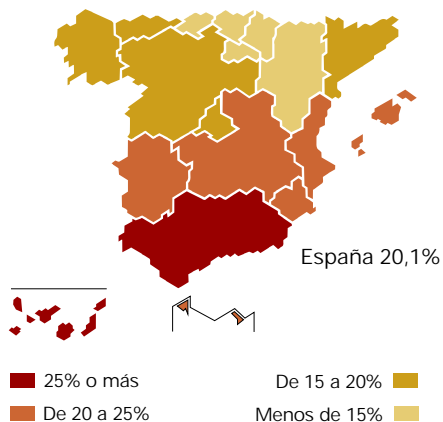 España 20,1%
25% o más
De 15 a 20%
De 20 a 25%
Menos de 15%